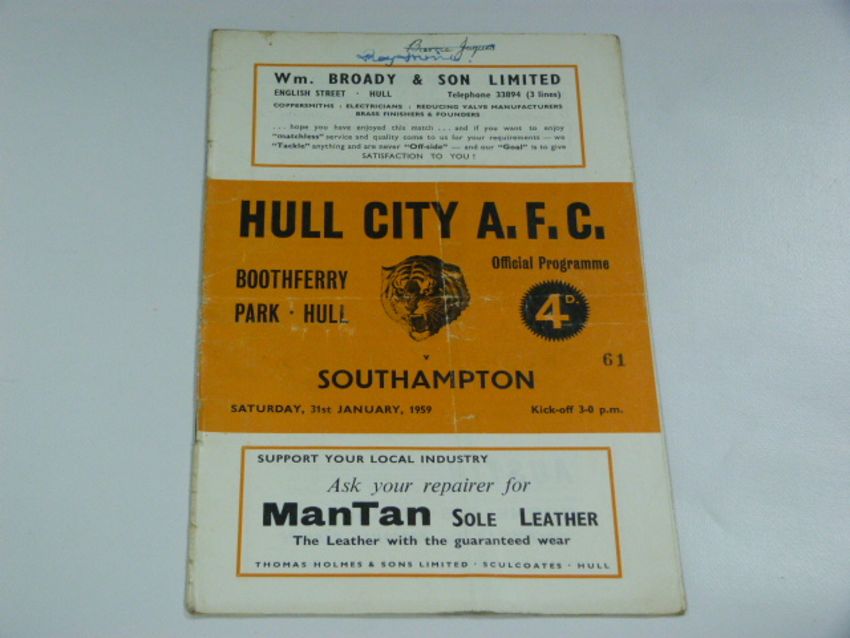 Wm. BROADY & SON LIMITED
ENGLISH STREET · HULL Telephone 33894 (3 lines)
COPPERSMITHS : ELECTRICIANS : REDUCING VALVE MANUFACTURERS
BRASS FINISHERS & FOUNDERS
... hope you have enjoyed this match ... and if you want to enjoy
"matchless" service and quality come to us for your requirements — we
"Tackle" anything and are never "Off-side" — and our "Goal" is to give
SATISFACTION TO YOU !
HULL CITY A.F.C.
BOOTHFERRY
PARK · HULL
Official Programme
4D.
61
v
SOUTHAMPTON
SATURDAY, 31st JANUARY, 1959 Kick-off 3-0 p.m.
SUPPORT YOUR LOCAL INDUSTRY
Ask your repairer for
ManTan SOLE LEATHER
The Leather with the guaranteed wear
THOMAS HOLMES & SONS LIMITED · SCULCOATES · HULL